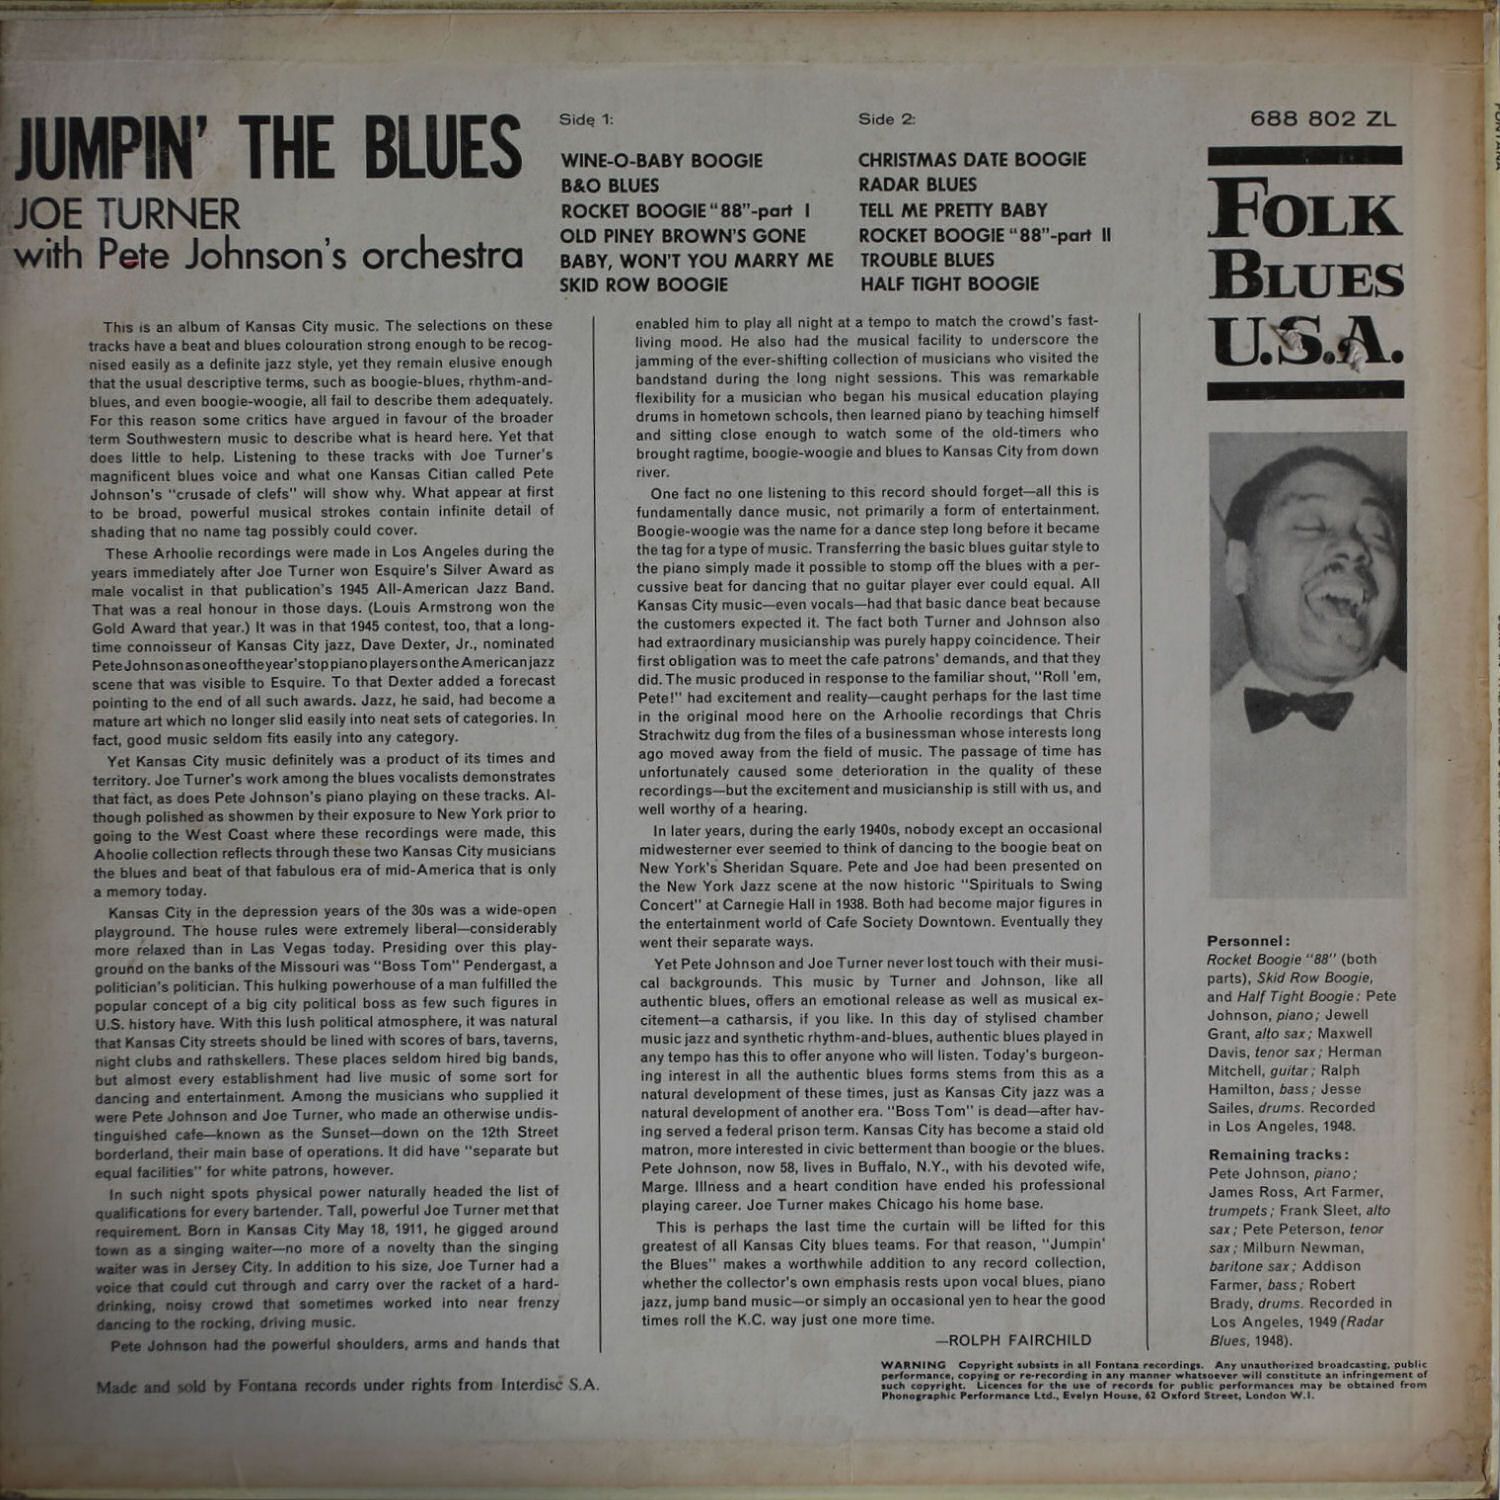 JUMPIN' THE BLUES
JOE TURNER
with Pete Johnson's orchestra
Side 1:
WINE-O-BABY BOOGIE
B&O BLUES
ROCKET BOOGIE "88"-part I
OLD PINEY BROWN'S GONE
BABY, WON'T YOU MARRY ME
SKID ROW BOOGIE
Side 2:
CHRISTMAS DATE BOOGIE
RADAR BLUES
TELL ME PRETTY BABY
ROCKET BOOGIE "88"-part II
TROUBLE BLUES
HALF TIGHT BOOGIE
688 802 ZL
FOLK
BLUES
U.S.A.
This is an album of Kansas City music. The selections on these
tracks have a beat and blues colouration strong enough to be recog-
nised easily as a definite jazz style, yet they remain elusive enough
that the usual descriptive terms, such as boogie-blues, rhythm-and-
blues, and even boogie-woogie, all fail to describe them adequately.
For this reason some critics have argued in favour of the broader
term Southwestern music to describe what is heard here. Yet that
does little to help. Listening to these tracks with Joe Turner's
magnificent blues voice and what one Kansas Citian called Pete
Johnson's "crusade of clefs" will show why. What appear at first
to be broad, powerful musical strokes contain infinite detail of
shading that no name tag possibly could cover.
These Arhoolie recordings were made in Los Angeles during the
years immediately after Joe Turner won Esquire's Silver Award as
male vocalist in that publication's 1945 All-American Jazz Band.
That was a real honour in those days. (Louis Armstrong won the
Gold Award that year.) It was in that 1945 contest, too, that a long-
time connoisseur of Kansas City jazz, Dave Dexter, Jr., nominated
Pete Johnson as one of the year's top piano players on the American jazz
scene that was visible to Esquire. To that Dexter added a forecast
pointing to the end of all such awards. Jazz, he said, had become a
mature art which no longer slid easily into neat sets of categories. In
fact, good music seldom fits easily into any category.
Yet Kansas City music definitely was a product of its times and
territory. Joe Turner's work among the blues vocalists demonstrates
that fact, as does Pete Johnson's piano playing on these tracks. Al-
though polished as showmen by their exposure to New York prior to
going to the West Coast where these recordings were made, this
Ahoolie collection reflects through these two Kansas City musicians
the blues and beat of that fabulous era of mid-America that is only
a memory today.
Kansas City in the depression years of the 30s was a wide-open
playground. The house rules were extremely liberal—considerably
more relaxed than in Las Vegas today. Presiding over this play-
ground on the banks of the Missouri was "Boss Tom" Pendergast, a
politician's politician. This hulking powerhouse of a man fulfilled the
popular concept of a big city political boss as few such figures in
U.S. history have. With this lush political atmosphere, it was natural
that Kansas City streets should be lined with scores of bars, taverns,
night clubs and rathskellers. These places seldom hired big bands,
but almost every establishment had live music of some sort for
dancing and entertainment. Among the musicians who supplied it
were Pete Johnson and Joe Turner, who made an otherwise undis-
tinguished cafe—known as the Sunset—down on the 12th Street
borderland, their main base of operations. It did have "separate but
equal facilities" for white patrons, however.
In such night spots physical power naturally headed the list of
qualifications for every bartender. Tall, powerful Joe Turner met that
requirement. Born in Kansas City May 18, 1911, he gigged around
town as a singing waiter—no more of a novelty than the singing
waiter was in Jersey City. In addition to his size, Joe Turner had a
voice that could cut through and carry over the racket of a hard-
drinking, noisy crowd that sometimes worked into near frenzy
dancing to the rocking, driving music.
Pete Johnson had the powerful shoulders, arms and hands that
enabled him to play all night at a tempo to match the crowd's fast-
living mood. He also had the musical facility to underscore the
jamming of the ever-shifting collection of musicians who visited the
bandstand during the long night sessions. This was remarkable
flexibility for a musician who began his musical education playing
drums in hometown schools, then learned piano by teaching himself
and sitting close enough to watch some of the old-timers who
brought ragtime, boogie-woogie and blues to Kansas City from down
river.
One fact no one listening to this record should forget—all this is
fundamentally dance music, not primarily a form of entertainment.
Boogie-woogie was the name for a dance step long before it became
the tag for a type of music. Transferring the basic blues guitar style to
the piano simply made it possible to stomp off the blues with a per-
cussive beat for dancing that no guitar player ever could equal. All
Kansas City music—even vocals—had that basic dance beat because
the customers expected it. The fact both Turner and Johnson also
had extraordinary musicianship was purely happy coincidence. Their
first obligation was to meet the cafe patrons' demands, and that they
did. The music produced in response to the familiar shout, "Roll 'em,
Pete!" had excitement and reality—caught perhaps for the last time
in the original mood here on the Arhoolie recordings that Chris
Strachwitz dug from the files of a businessman whose interests long
ago moved away from the field of music. The passage of time has
unfortunately caused some deterioration in the quality of these
recordings—but the excitement and musicianship is still with us, and
well worthy of a hearing.
In later years, during the early 1940s, nobody except an occasional
midwesterner ever seemed to think of dancing to the boogie beat on
New York's Sheridan Square. Pete and Joe had been presented on
the New York Jazz scene at the now historic "Spirituals to Swing
Concert" at Carnegie Hall in 1938. Both had become major figures in
the entertainment world of Cafe Society Downtown. Eventually they
went their separate ways.
Yet Pete Johnson and Joe Turner never lost touch with their musi-
cal backgrounds. This music by Turner and Johnson, like all
authentic blues, offers an emotional release as well as musical ex-
citement—a catharsis, if you like. In this day of stylised chamber
music jazz and synthetic rhythm-and-blues, authentic blues played in
any tempo has this to offer anyone who will listen. Today's burgeon-
ing interest in all the authentic blues forms stems from this as a
natural development of these times, just as Kansas City jazz was a
natural development of another era. "Boss Tom" is dead—after hav-
ing served a federal prison term. Kansas City has become a staid old
matron, more interested in civic betterment than boogie or the blues.
Pete Johnson, now 58, lives in Buffalo, N.Y., with his devoted wife,
Marge. Illness and a heart condition have ended his professional
playing career. Joe Turner makes Chicago his home base.
This is perhaps the last time the curtain will be lifted for this
greatest of all Kansas City blues teams. For that reason, "Jumpin'
the Blues" makes a worthwhile addition to any record collection,
whether the collector's own emphasis rests upon vocal blues, piano
jazz, jump band music—or simply an occasional yen to hear the good
times roll the K.C. way just one more time.
—ROLPH FAIRCHILD
Personnel:
Rocket Boogie "88" (both
parts), Skid Row Boogie,
and Half Tight Boogie: Pete
Johnson, piano; Jewell
Grant, alto sax; Maxwell
Davis, tenor sax; Herman
Mitchell, guitar; Ralph
Hamilton, bass; Jesse
Sailes, drums. Recorded
in Los Angeles, 1948.
Remaining tracks:
Pete Johnson, piano;
James Ross, Art Farmer,
trumpets; Frank Sleet, alto
sax; Pete Peterson, tenor
sax; Milburn Newman,
baritone sax; Addison
Farmer, bass; Robert
Brady, drums. Recorded in
Los Angeles, 1949 (Radar
Blues, 1948).
Made and sold by Fontana records under rights from Interdisc S.A.
WARNING Copyright subsists in all Fontana recordings. Any unauthorized broadcasting, public
performance, copying or re-recording in any manner whatsoever will constitute an infringement of
such copyright. Licences for the use of records for public performances may be obtained from
Phonographic Performance Ltd., Evelyn House, 62 Oxford Street, London W.1.
FONTANA